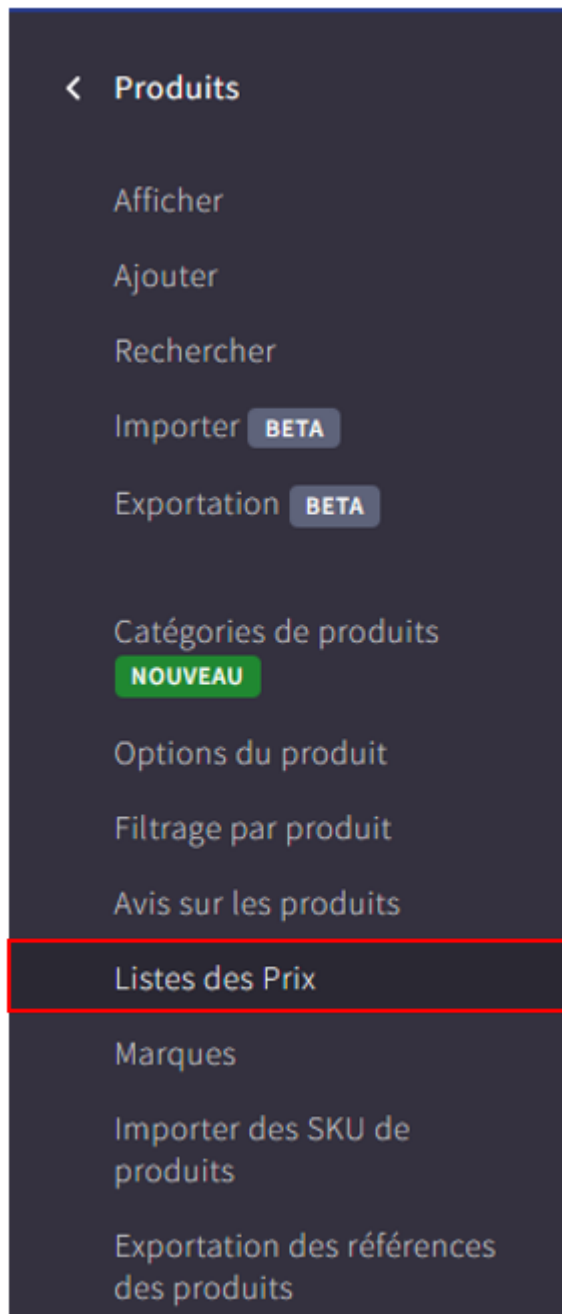 Produits
Afficher
Ajouter
Rechercher
Importer BETA
Exportation BETA
Catégories de produits
NOUVEAU
Options du produit
Filtrage par produit
Avis sur les produits
Listes des Prix
Marques
Importer des SKU de
produits
Exportation des références
des produits